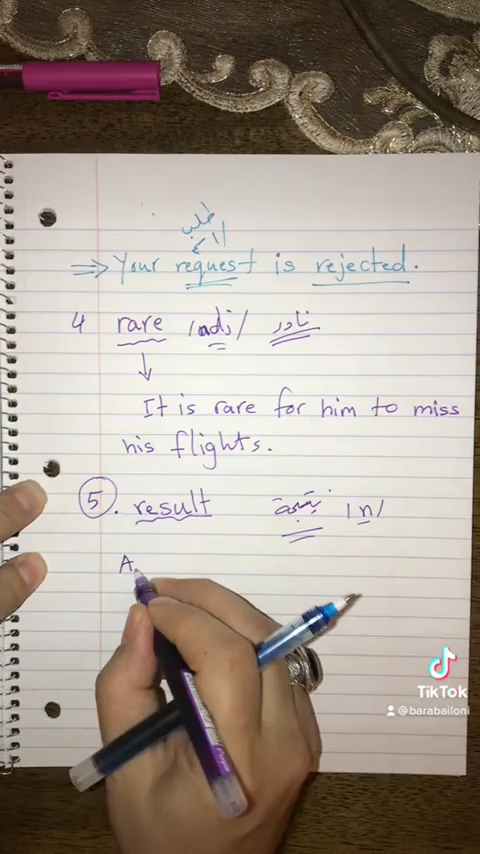 طلب
⇒ Your request is rejected.
4 rare /adj/ نادر
↓
It is rare for him to miss
his flights.
5. result نتيجة /n/
A
TikTok
@barabailoni